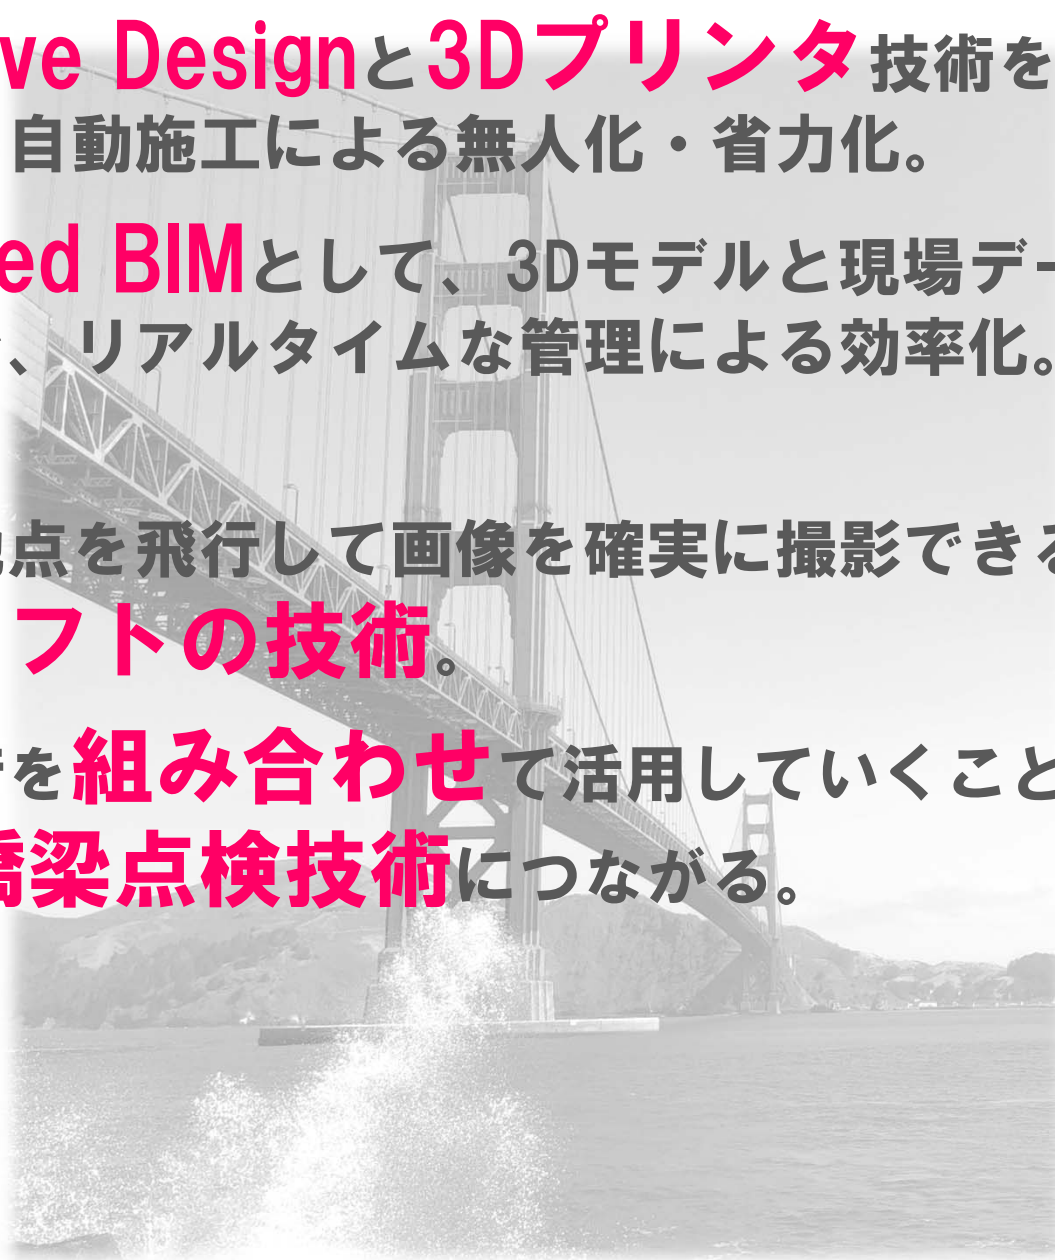 ve Designと3Dプリンタ技術を
自動施工による無人化・省力化。
ed BIMとして、3Dモデルと現場デー
、リアルタイムな管理による効率化。
点を飛行して画像を確実に撮影できる
フトの技術。
を組み合わせて活用していくこと
橋梁点検技術につながる。